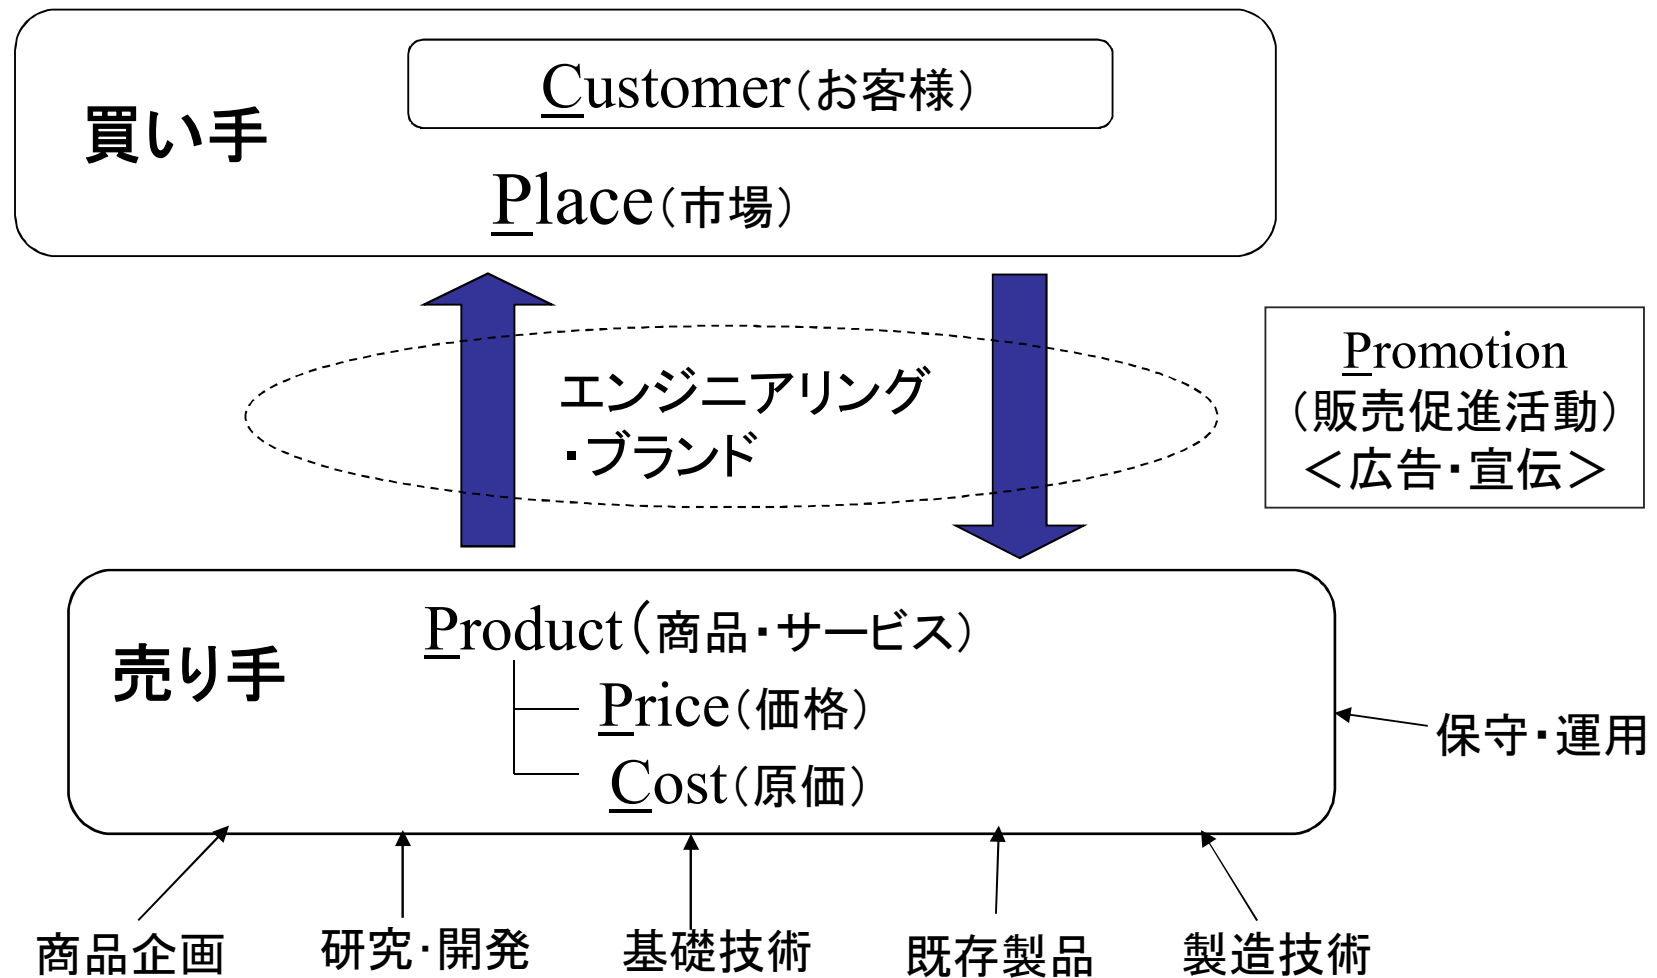 買い手
Customer(お客様)
Place(市場)
エンジニアリング
・ブランド
Promotion
(販売促進活動)
<広告・宣伝>
売り手
Product(商品・サービス)
Price(価格)
Cost(原価)
保守・運用
商品企画
研究・開発
基礎技術
既存製品
製造技術